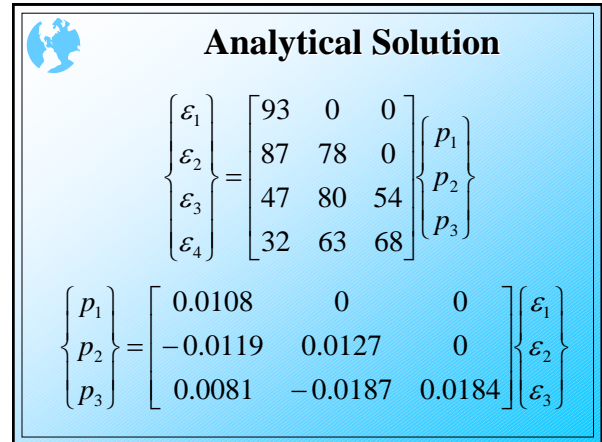 Analytical Solution
ε1 93 0 0
ε2 = 87 78 0 p1
ε3 47 80 54 p2
ε4 32 63 68 p3
p1 0.0108 0 0 ε1
p2 = −0.0119 0.0127 0 ε2
p3 0.0081 −0.0187 0.0184 ε3